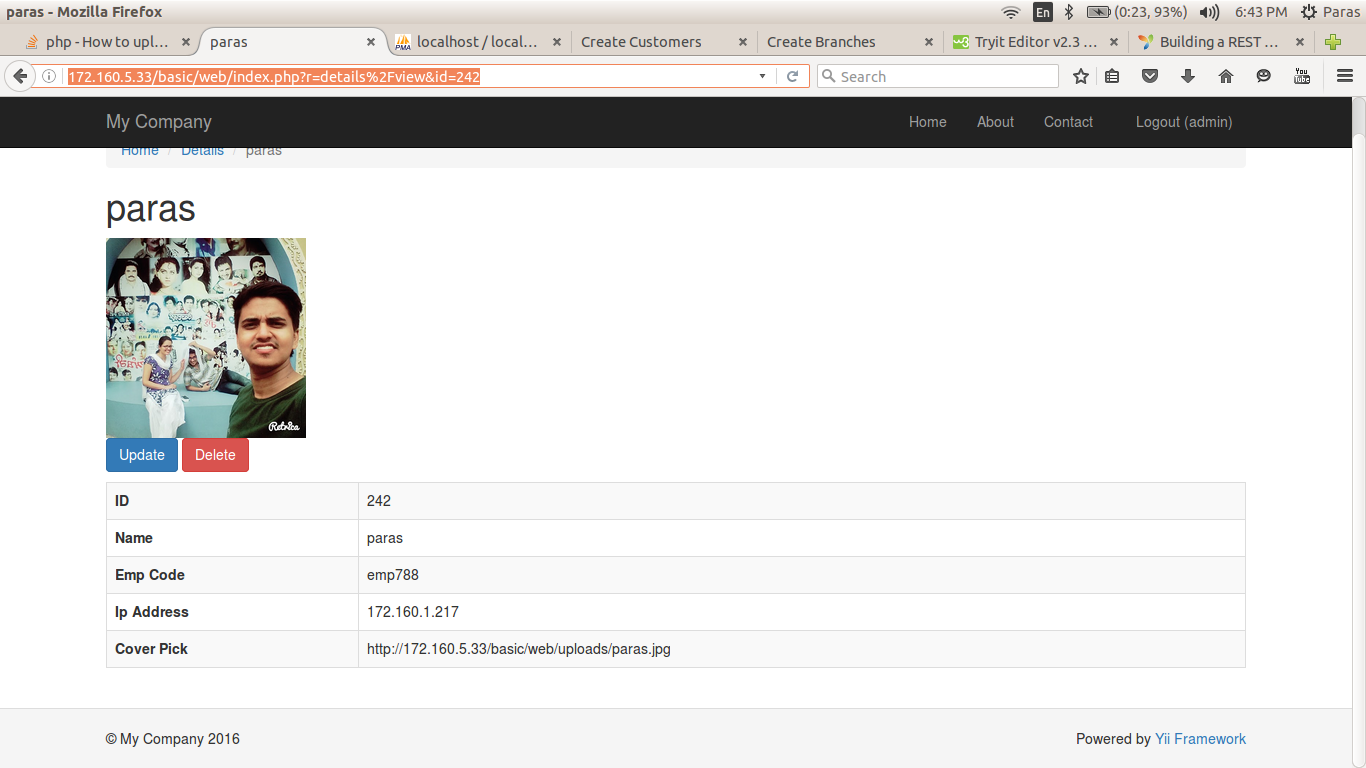 paras - Mozilla Firefox
En (0:23, 93%) 6:43 PM Paras
php - How to upl... paras localhost / local... Create Customers Create Branches Tryit Editor v2.3 ... Building a REST ...
172.160.5.33/basic/web/index.php?r=details%2Fview&id=242 Search You Tube
My Company Home About Contact Logout (admin)
Home / Details / paras
paras
Retrica
Update Delete
ID 242
Name paras
Emp Code emp788
Ip Address 172.160.1.217
Cover Pick http://172.160.5.33/basic/web/uploads/paras.jpg
© My Company 2016 Powered by Yii Framework